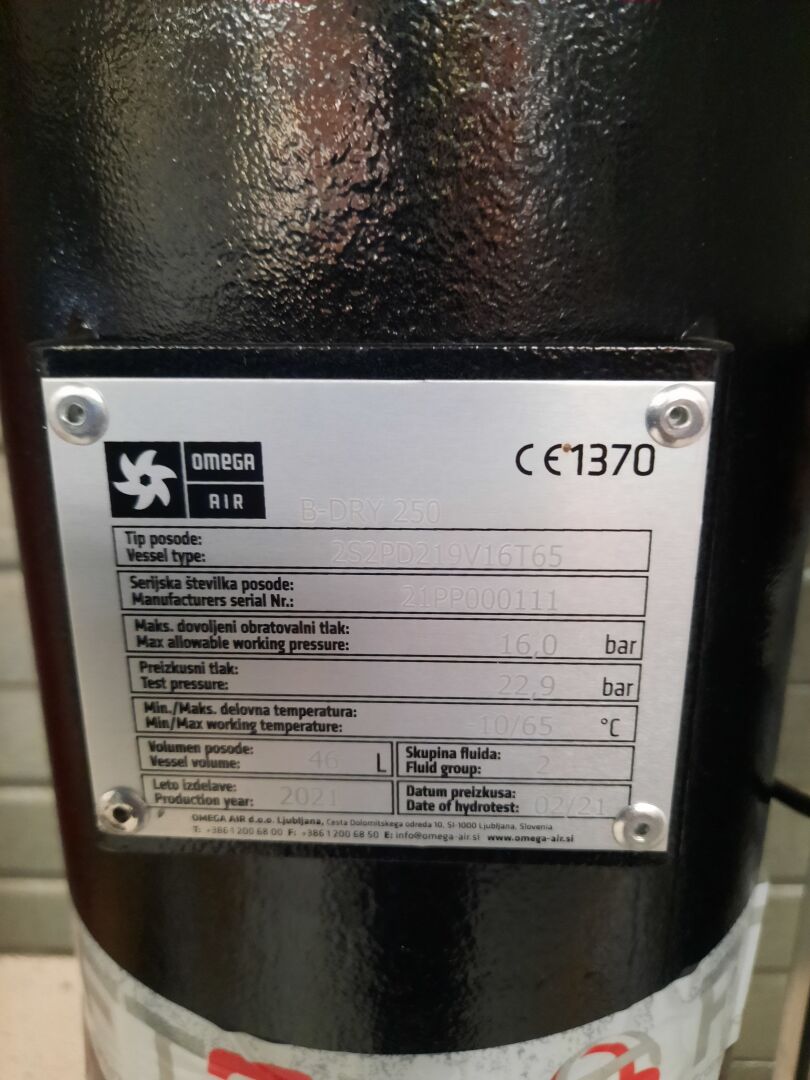 OMEGA
AIR
CE 1370
B-DRY 250
Tip posode:
Vessel type: 2S2PD219V16T65
Serijska številka posode:
Manufacturers serial Nr.: 21PP000111
Maks. dovoljeni obratovalni tlak:
Max allowable working pressure: 16,0 bar
Preizkusni tlak:
Test pressure: 22,9 bar
Min./Maks. delovna temperatura:
Min/Max working temperature: -10/65 °C
Volumen posode:
Vessel volume: 46 L
Skupina fluida:
Fluid group: 2
Leto izdelave:
Production year: 2021
Datum preizkusa:
Date of hydrotest: 02/21
OMEGA AIR d.o.o. Ljubljana, Cesta Dolomitskega odreda 10, SI-1000 Ljubljana, Slovenia
T: +386 1 200 68 00 F: +386 1 200 68 50 E: info@omega-air.si www.omega-air.si